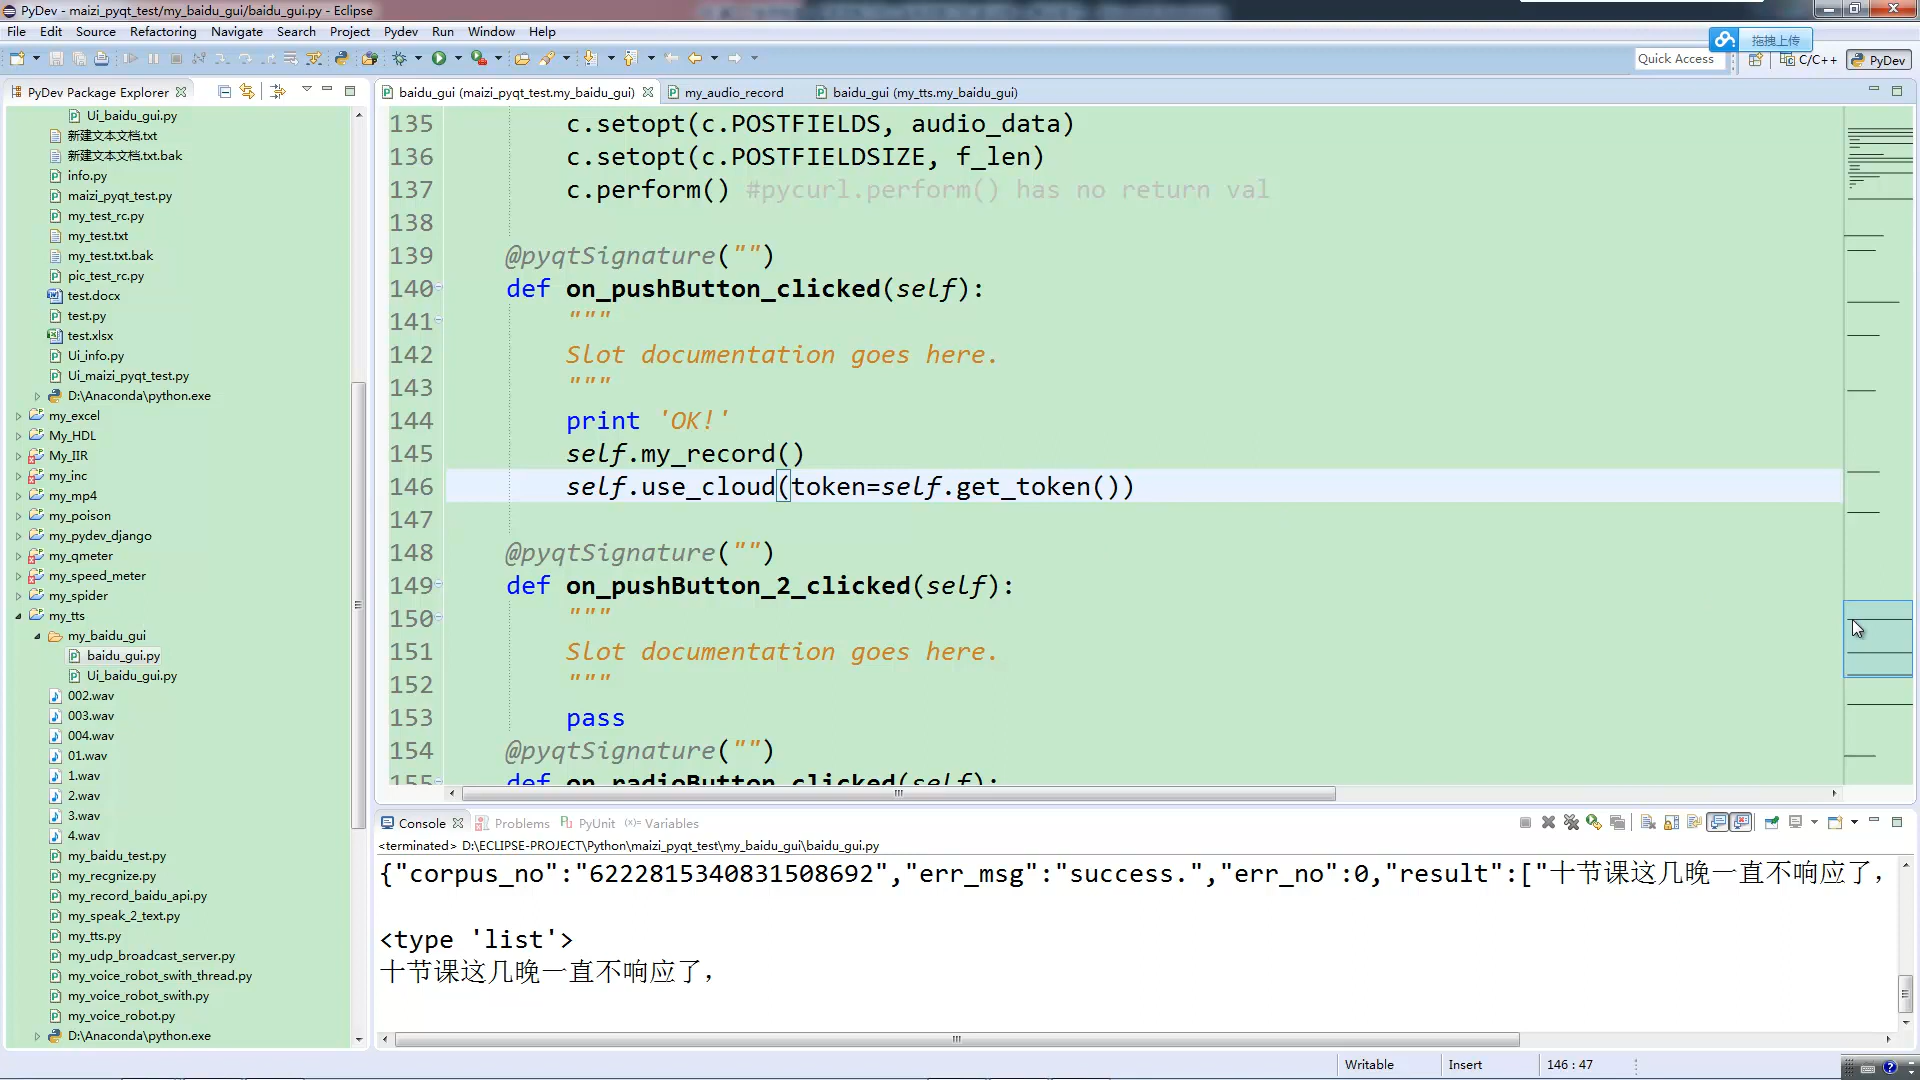 PyDev - maizi_pyqt_test/my_baidu_gui/baidu_gui.py - Eclipse
File Edit Source Refactoring Navigate Search Project Pydev Run Window Help
拖拽上传
Quick Access
C/C++
PyDev
PyDev Package Explorer
baidu_gui (maizi_pyqt_test.my_baidu_gui)
my_audio_record
baidu_gui (my_tts.my_baidu_gui)
Ui_baidu_gui.py
新建文本文档.txt
新建文本文档.txt.bak
info.py
maizi_pyqt_test.py
my_test_rc.py
my_test.txt
my_test.txt.bak
pic_test_rc.py
test.docx
test.py
test.xlsx
Ui_info.py
Ui_maizi_pyqt_test.py
D:\Anaconda\python.exe
my_excel
My_HDL
My_IIR
my_inc
my_mp4
my_poison
my_pydev_django
my_qmeter
my_speed_meter
my_spider
my_tts
my_baidu_gui
baidu_gui.py
Ui_baidu_gui.py
002.wav
003.wav
004.wav
01.wav
1.wav
2.wav
3.wav
4.wav
my_baidu_test.py
my_recgnize.py
my_record_baidu_api.py
my_speak_2_text.py
my_tts.py
my_udp_broadcast_server.py
my_voice_robot_swith_thread.py
my_voice_robot_swith.py
my_voice_robot.py
D:\Anaconda\python.exe
135 c.setopt(c.POSTFIELDS, audio_data)
136 c.setopt(c.POSTFIELDSIZE, f_len)
137 c.perform() #pycurl.perform() has no return val
138
139 @pyqtSignature("")
140 def on_pushButton_clicked(self):
141 """
142 Slot documentation goes here.
143 """
144 print 'OK!'
145 self.my_record()
146 self.use_cloud(token=self.get_token())
147
148 @pyqtSignature("")
149 def on_pushButton_2_clicked(self):
150 """
151 Slot documentation goes here.
152 """
153 pass
154 @pyqtSignature("")
155 def on_radioButton_clicked(self):
Console Problems PyUnit (x)= Variables
<terminated> D:\ECLIPSE-PROJECT\Python\maizi_pyqt_test\my_baidu_gui\baidu_gui.py
{"corpus_no":"6222815340831508692","err_msg":"success.","err_no":0,"result":["十节课这几晚一直不响应了，
<type 'list'>
十节课这几晚一直不响应了，
Writable Insert 146 : 47